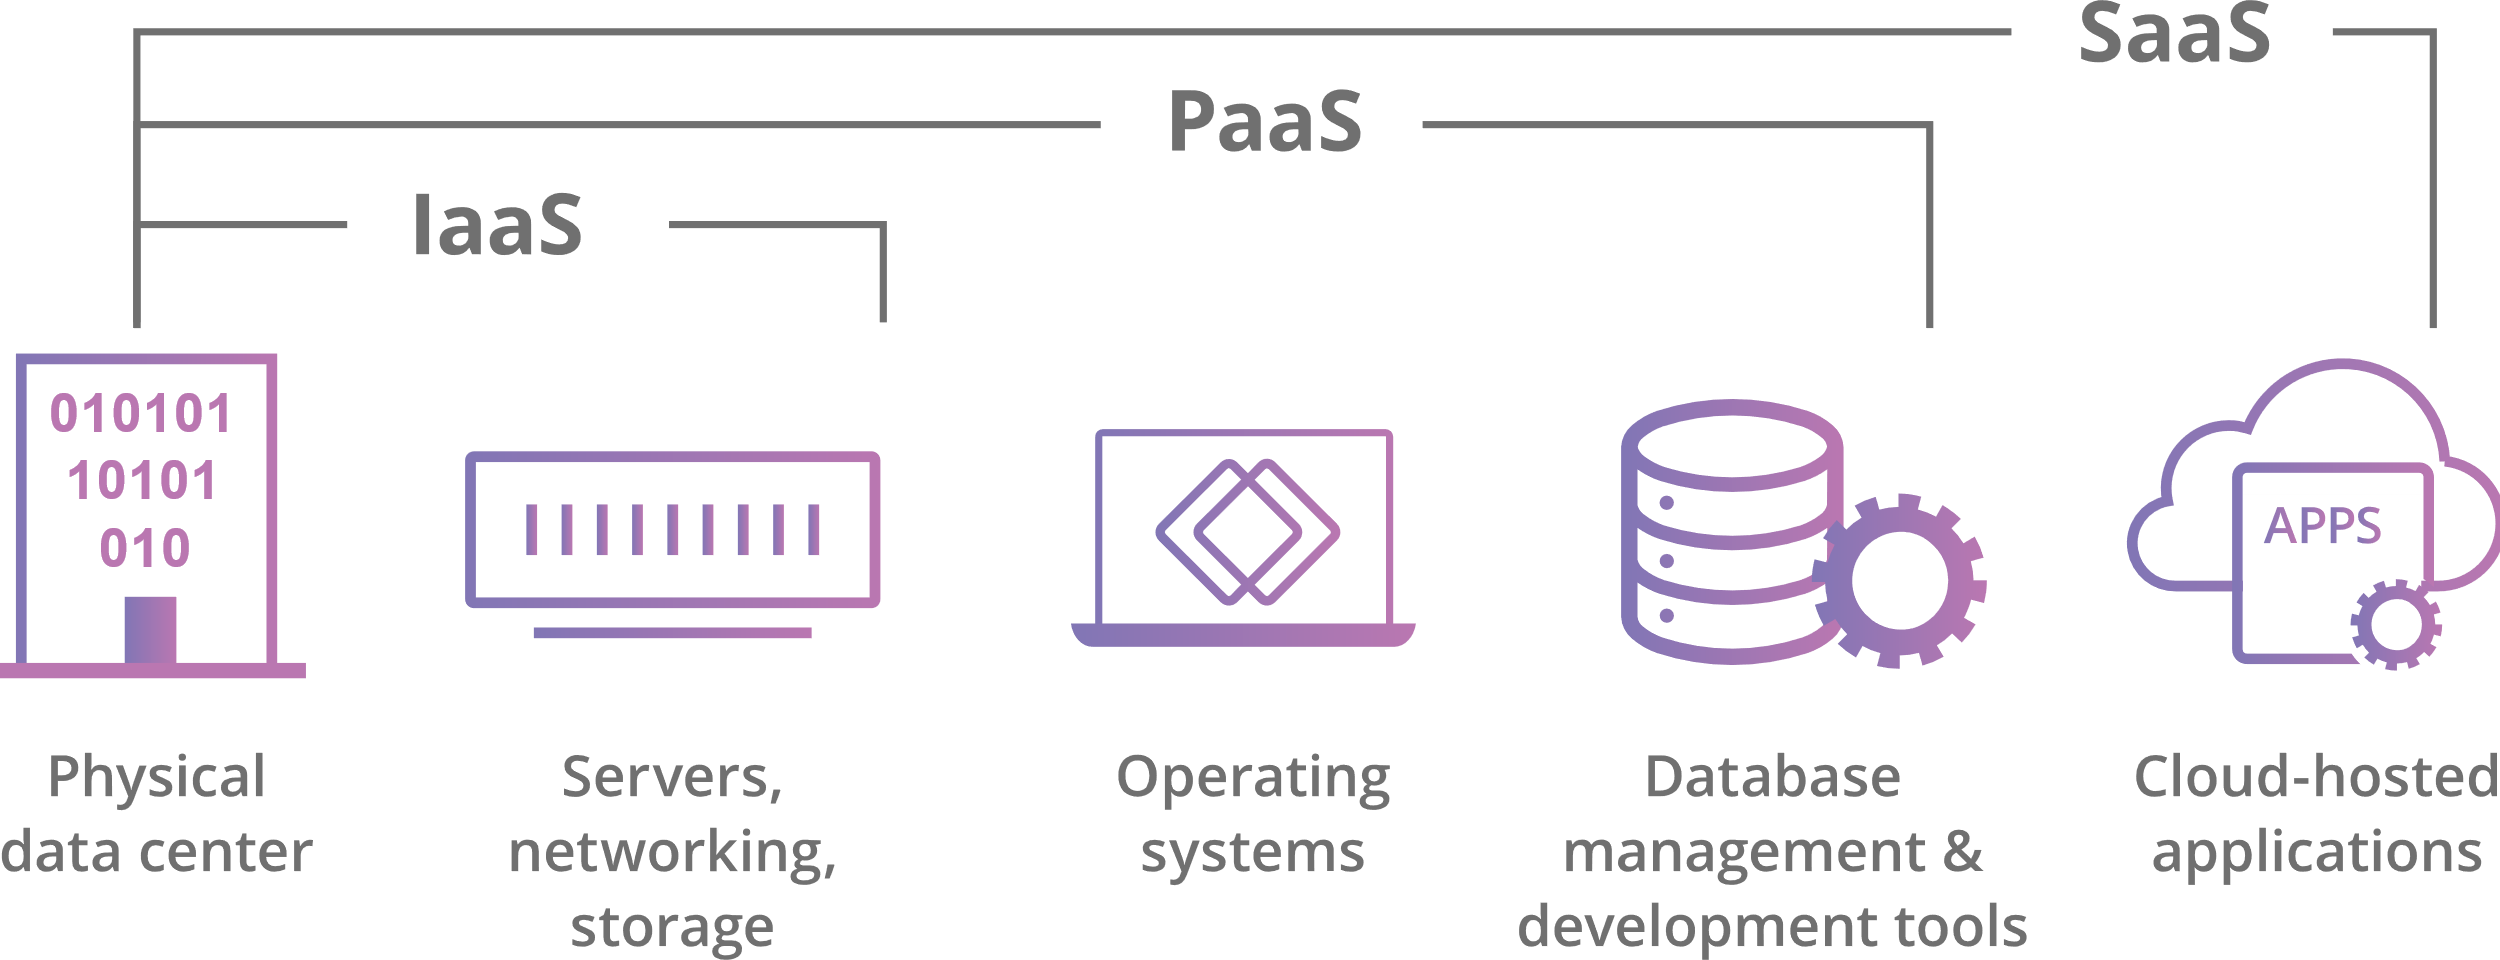 SaaS
PaaS
IaaS
010101
10101
010
APPS
Physical
data center
Servers,
networking,
storage
Operating
systems
Database
management &
development tools
Cloud-hosted
applications